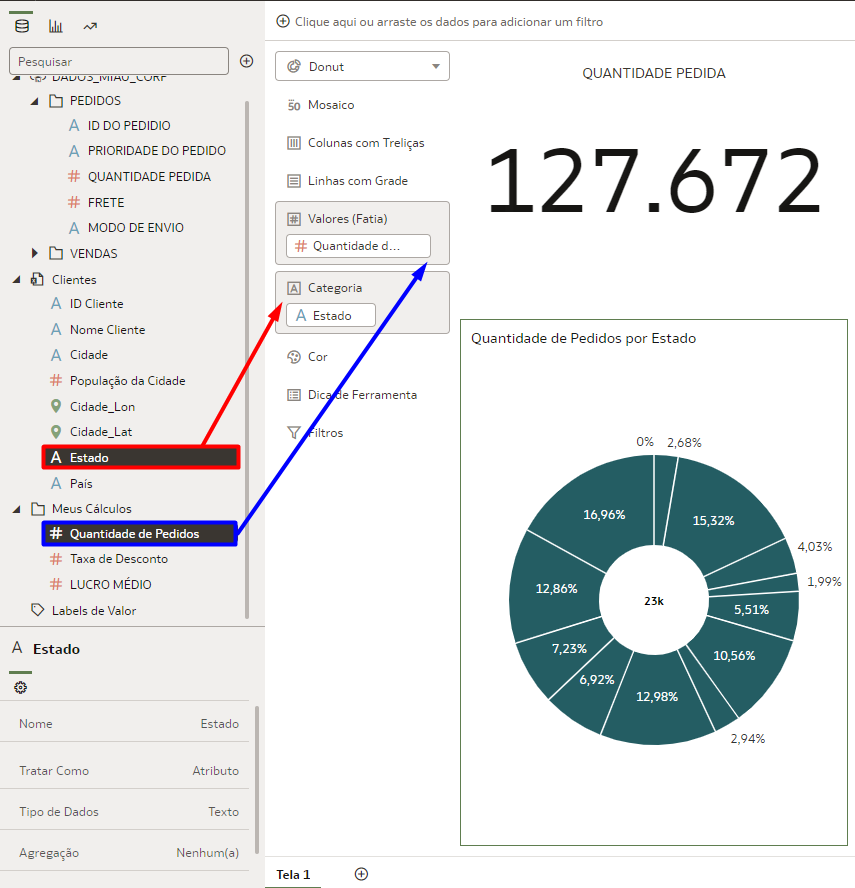 Pesquisar
DADOS_MIAU_CORP
PEDIDOS
A ID DO PEDIDIO
A PRIORIDADE DO PEDIDO
# QUANTIDADE PEDIDA
# FRETE
A MODO DE ENVIO
VENDAS
Clientes
A ID Cliente
A Nome Cliente
A Cidade
# População da Cidade
Cidade_Lon
Cidade_Lat
A Estado
A País
Meus Cálculos
# Quantidade de Pedidos
# Taxa de Desconto
# LUCRO MÉDIO
Labels de Valor
A Estado
Nome Estado
Tratar Como Atributo
Tipo de Dados Texto
Agregação Nenhum(a)
Clique aqui ou arraste os dados para adicionar um filtro
Donut
50 Mosaico
Colunas com Treliças
Linhas com Grade
# Valores (Fatia)
# Quantidade d...
A Categoria
A Estado
Cor
Dica de Ferramenta
Filtros
QUANTIDADE PEDIDA
127.672
Quantidade de Pedidos por Estado
0%
2,68%
15,32%
4,03%
1,99%
5,51%
10,56%
2,94%
12,98%
6,92%
7,23%
12,86%
16,96%
23k
Tela 1